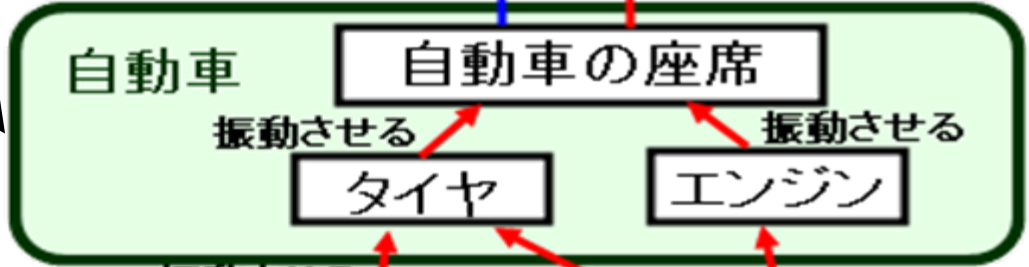 自動車
自動車の座席
振動させる
振動させる
タイヤ
エンジン